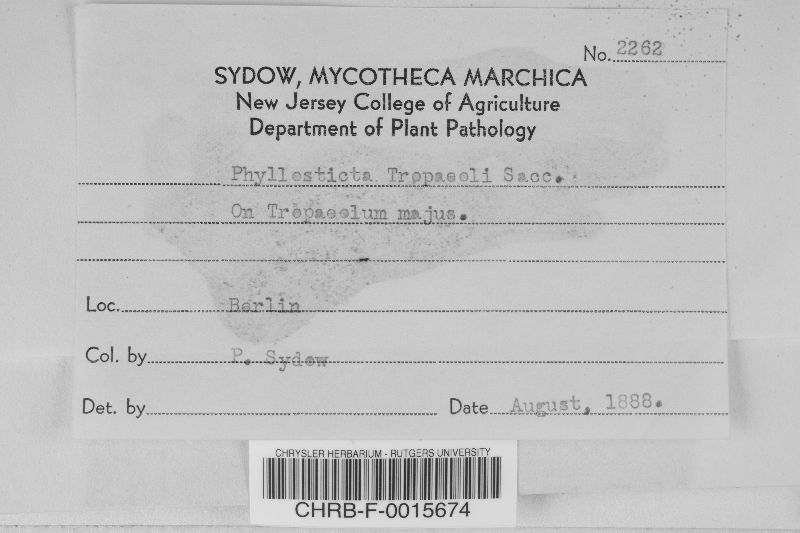 No. 2262
SYDOW, MYCOTHECA MARCHICA
New Jersey College of Agriculture
Department of Plant Pathology
Phyllosticta Tropaeoli Sacc.
On Tropaeolum majus.
Loc. Berlin
Col. by P. Sydow
Det. by Date August, 1888.
CHRYSLER HERBARIUM - RUTGERS UNIVERSITY
CHRB-F-0015674